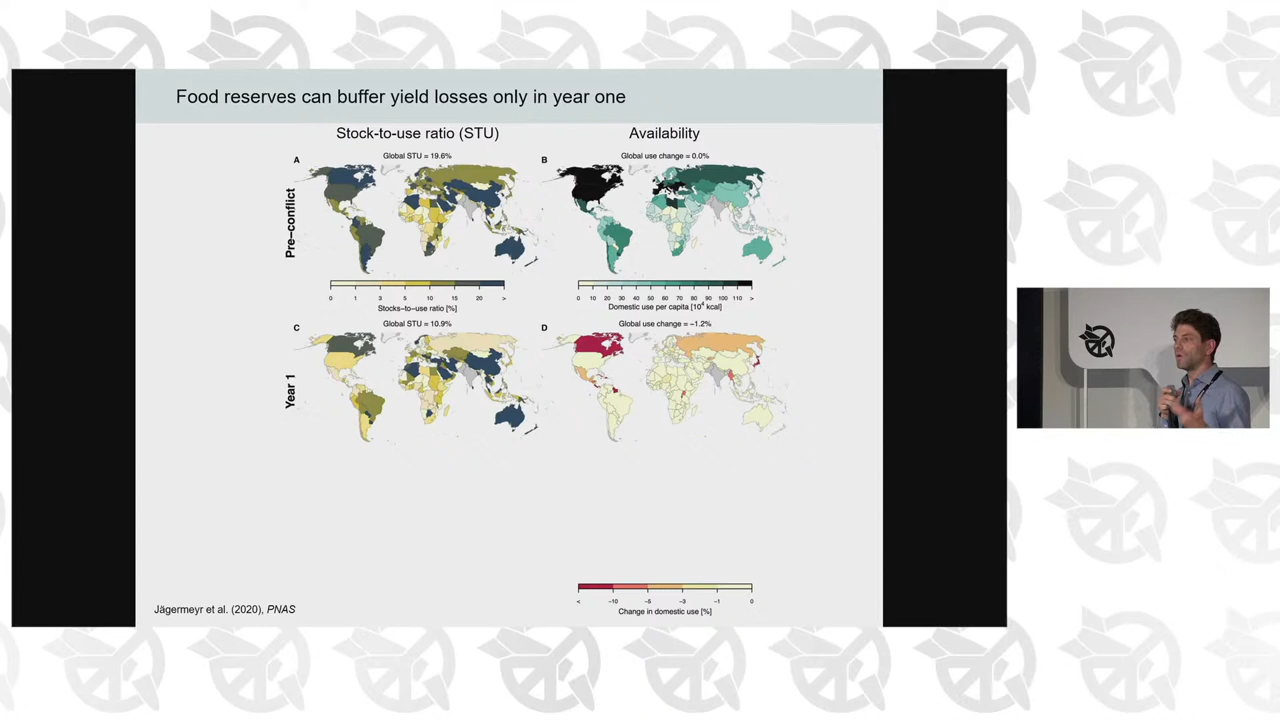 Food reserves can buffer yield losses only in year one
Stock-to-use ratio (STU)
Availability
A
Global STU = 19.6%
B
Global use change = 0.0%
Pre−conflict
0 1 3 5 10 15 20 >
Stocks−to−use ratio [%]
0 10 20 30 40 50 60 70 80 90 100 110 >
Domestic use per capita [10⁴ kcal]
C
Global STU = 10.9%
D
Global use change = −1.2%
Year 1
< −10 −5 −3 −1 0
Change in domestic use [%]
Jägermeyr et al. (2020), PNAS